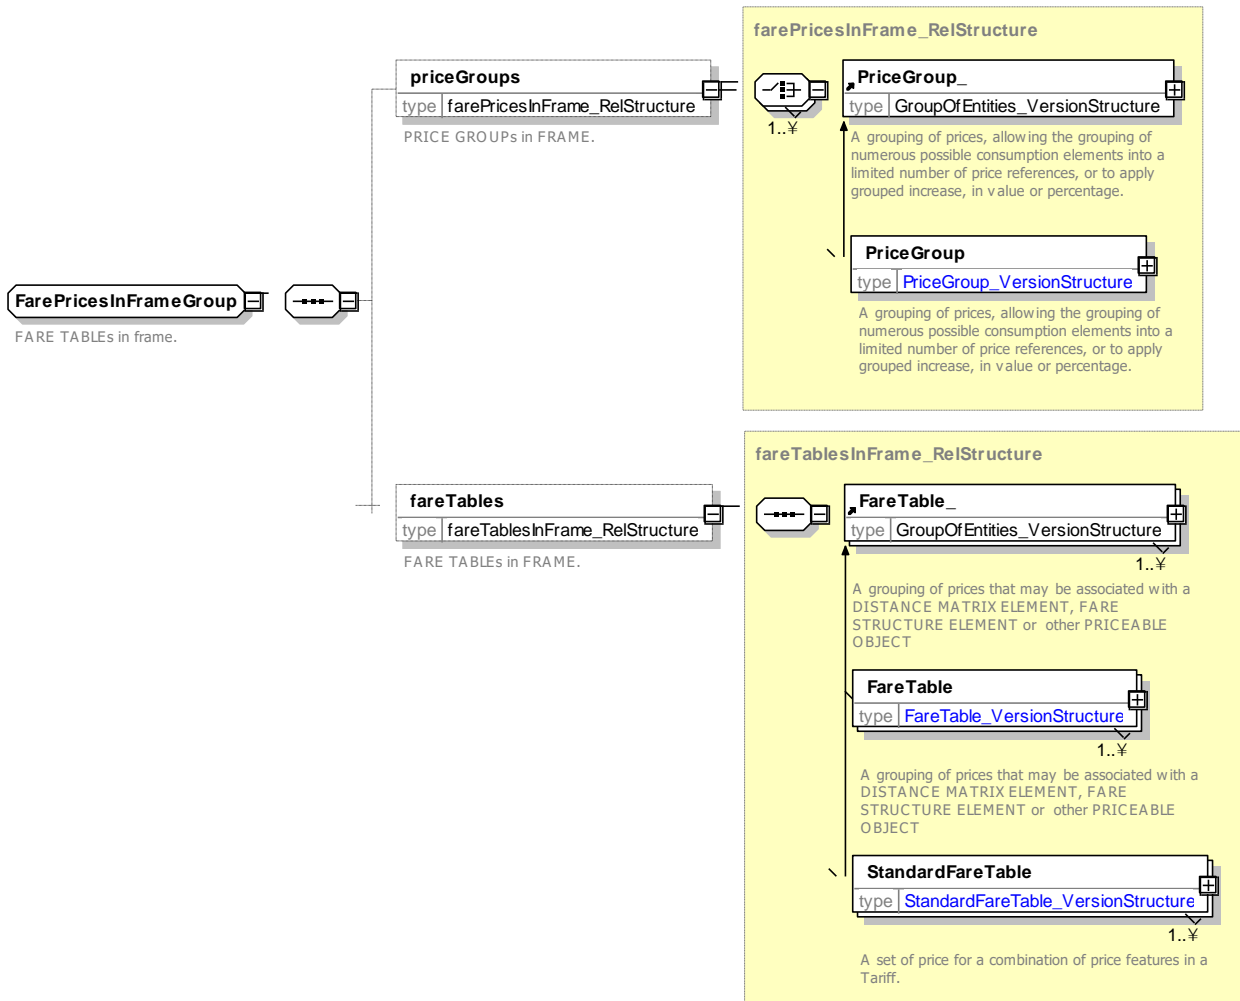 farePricesInFrame_RelStructure
priceGroups
type farePricesInFrame_RelStructure
PRICE GROUPs in FRAME.
1..¥
PriceGroup_
type GroupOfEntities_VersionStructure
A grouping of prices, allowing the grouping of
numerous possible consumption elements into a
limited number of price references, or to apply
grouped increase, in value or percentage.
PriceGroup
type PriceGroup_VersionStructure
A grouping of prices, allowing the grouping of
numerous possible consumption elements into a
limited number of price references, or to apply
grouped increase, in value or percentage.
FarePricesInFrameGroup
FARE TABLEs in frame.
fareTablesInFrame_RelStructure
fareTables
type fareTablesInFrame_RelStructure
FARE TABLEs in FRAME.
FareTable_
type GroupOfEntities_VersionStructure
1..¥
A grouping of prices that may be associated with a
DISTANCE MATRIX ELEMENT, FARE
STRUCTURE ELEMENT or other PRICEABLE
OBJECT
FareTable
type FareTable_VersionStructure
1..¥
A grouping of prices that may be associated with a
DISTANCE MATRIX ELEMENT, FARE
STRUCTURE ELEMENT or other PRICEABLE
OBJECT
StandardFareTable
type StandardFareTable_VersionStructure
1..¥
A set of price for a combination of price features in a
Tariff.